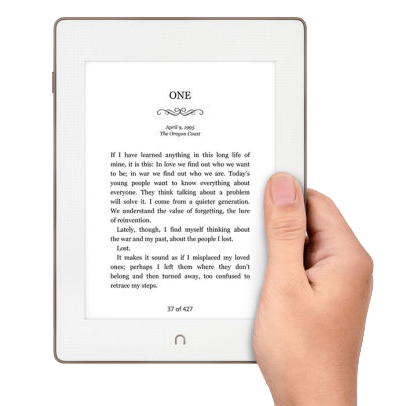 ONE
April 9, 1995
The Oregon Coast
If I have learned anything in this long life of
mine, it is this: In love we find out who we want
to be; in war we find out who we are. Today's
young people want to know everything about
everyone. They think talking about a problem
will solve it. I come from a quieter generation.
We understand the value of forgetting, the lure
of reinvention.
Lately, though, I find myself thinking about
the war and my past, about the people I lost.
Lost.
It makes it sound as if I misplaced my loved
ones; perhaps I left them where they don't
belong and then turned away, too confused to
retrace my steps.
37 of 427